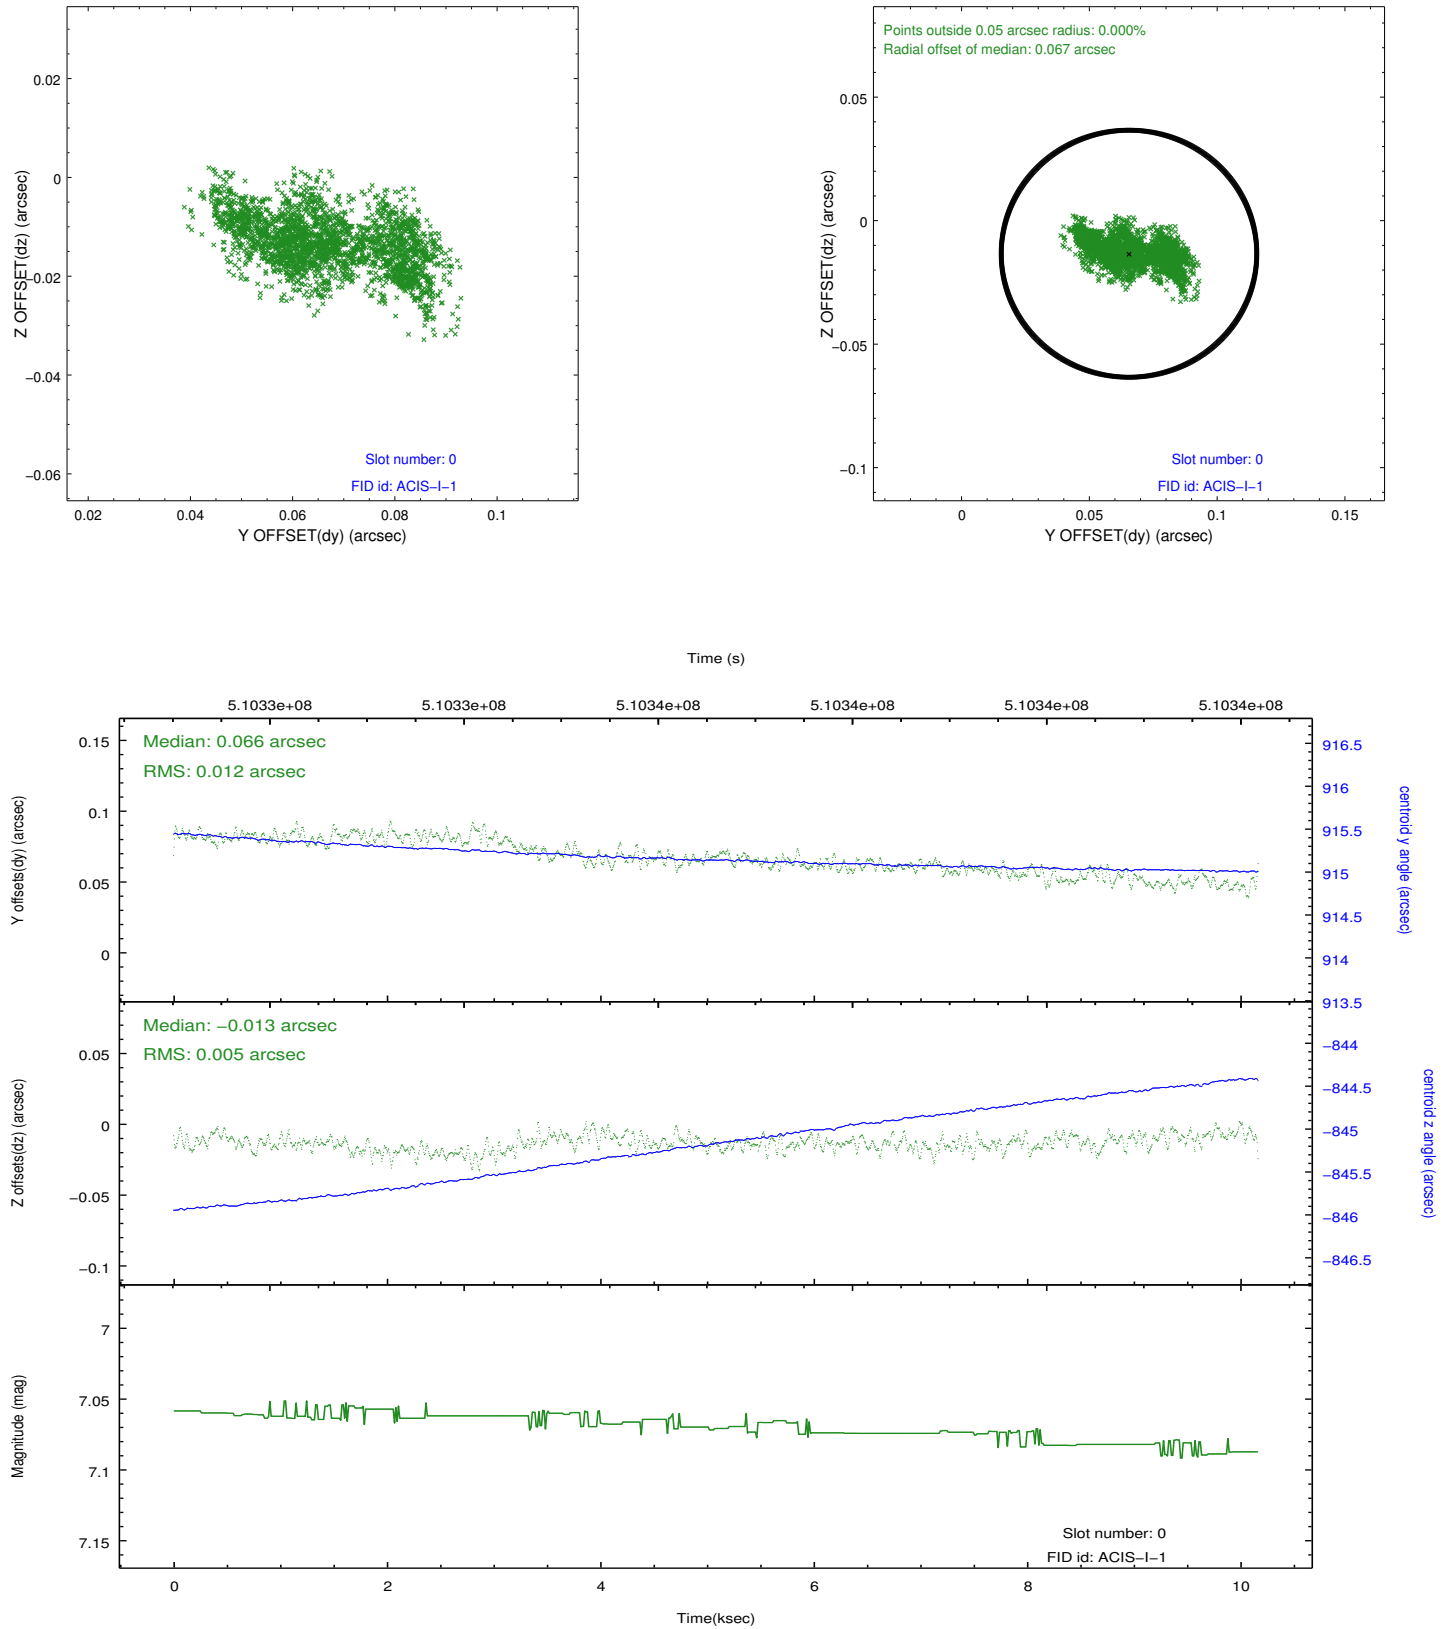 0.02
0
−0.02
−0.04
−0.06
0.02 0.04 0.06 0.08 0.1
Z OFFSET(dz) (arcsec)
Y OFFSET(dy) (arcsec)
Slot number: 0
FID id: ACIS−I−1
Points outside 0.05 arcsec radius: 0.000%
Radial offset of median: 0.067 arcsec
0.05
0
−0.05
−0.1
0 0.05 0.1 0.15
Z OFFSET(dz) (arcsec)
Y OFFSET(dy) (arcsec)
Slot number: 0
FID id: ACIS−I−1
Time (s)
5.1033e+08 5.1033e+08 5.1034e+08 5.1034e+08 5.1034e+08 5.1034e+08
Median: 0.066 arcsec
RMS: 0.012 arcsec
0.15
0.1
0.05
0
Y offsets(dy) (arcsec)
916.5
916
915.5
915
914.5
914
913.5
centroid y angle (arcsec)
Median: −0.013 arcsec
RMS: 0.005 arcsec
0.05
0
−0.05
−0.1
Z offsets(dz) (arcsec)
−844
−844.5
−845
−845.5
−846
−846.5
centroid z angle (arcsec)
7
7.05
7.1
7.15
Magnitude (mag)
Slot number: 0
FID id: ACIS−I−1
0 2 4 6 8 10
Time(ksec)